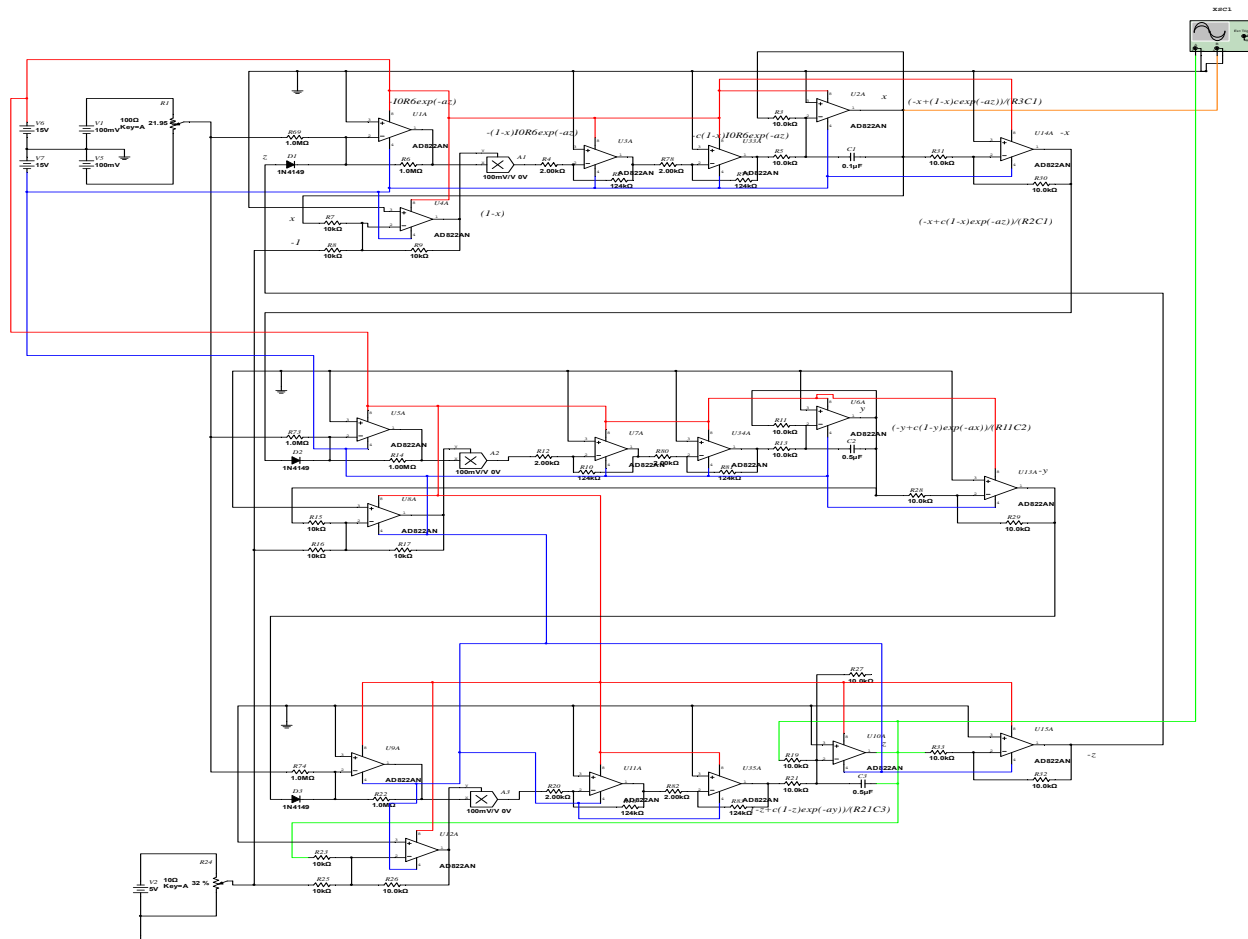 XSC1
Ext Trig
V6
15V
V7
15V
V1
100mV
V5
100mV
R1
100Ω
Key=A
21.95
R69
1.0MΩ
D1
1N4149
z
-I0R6exp(-az)
U1A
AD822AN
R6
1.0MΩ
-(1-x)I0R6exp(-az)
A1
100mV/V 0V
R4
2.00kΩ
U3A
AD822AN
124kΩ
R78
2.00kΩ
-c(1-x)I0R6exp(-az)
U33A
AD822AN
124kΩ
R3
10.0kΩ
R5
10.0kΩ
U2A
AD822AN
x
C1
0.1µF
(-x+(1-x)cexp(-az))/(R3C1)
R31
10.0kΩ
U14A
-x
AD822AN
R30
10.0kΩ
x
R7
10kΩ
-1
R8
10kΩ
R9
10kΩ
U4A
AD822AN
(1-x)
(-x+c(1-x)exp(-az)/(R2C1)
R73
1.0MΩ
D2
1N4149
U5A
AD822AN
R14
1.00MΩ
A2
100mV/V 0V
R12
2.00kΩ
R10
124kΩ
U7A
AD822AN
R80
2.00kΩ
U34A
AD822AN
R81
124kΩ
R11
10.0kΩ
R13
10.0kΩ
U6A
y
AD822AN
C2
0.5µF
(-y+c(1-y)exp(-ax))/(R11C2)
R28
10.0kΩ
U13A
-y
AD822AN
R29
10.0kΩ
R15
10kΩ
R16
10kΩ
R17
10kΩ
U8A
AD822AN
R74
1.0MΩ
D3
1N4149
U9A
AD822AN
R22
1.0MΩ
A3
100mV/V 0V
R20
2.00kΩ
U11A
AD822AN
124kΩ
R82
2.00kΩ
U35A
AD822AN
R83
124kΩ
R27
10.0kΩ
R19
10.0kΩ
R21
10.0kΩ
U10A
z
AD822AN
C3
0.5µF
(-z+c(1-z)exp(-ay))/(R21C3)
R33
10.0kΩ
U15A
-z
AD822AN
R32
10.0kΩ
R23
10kΩ
R25
10kΩ
R26
10.0kΩ
U12A
AD822AN
V2
5V
R24
10Ω
Key=A
32 %